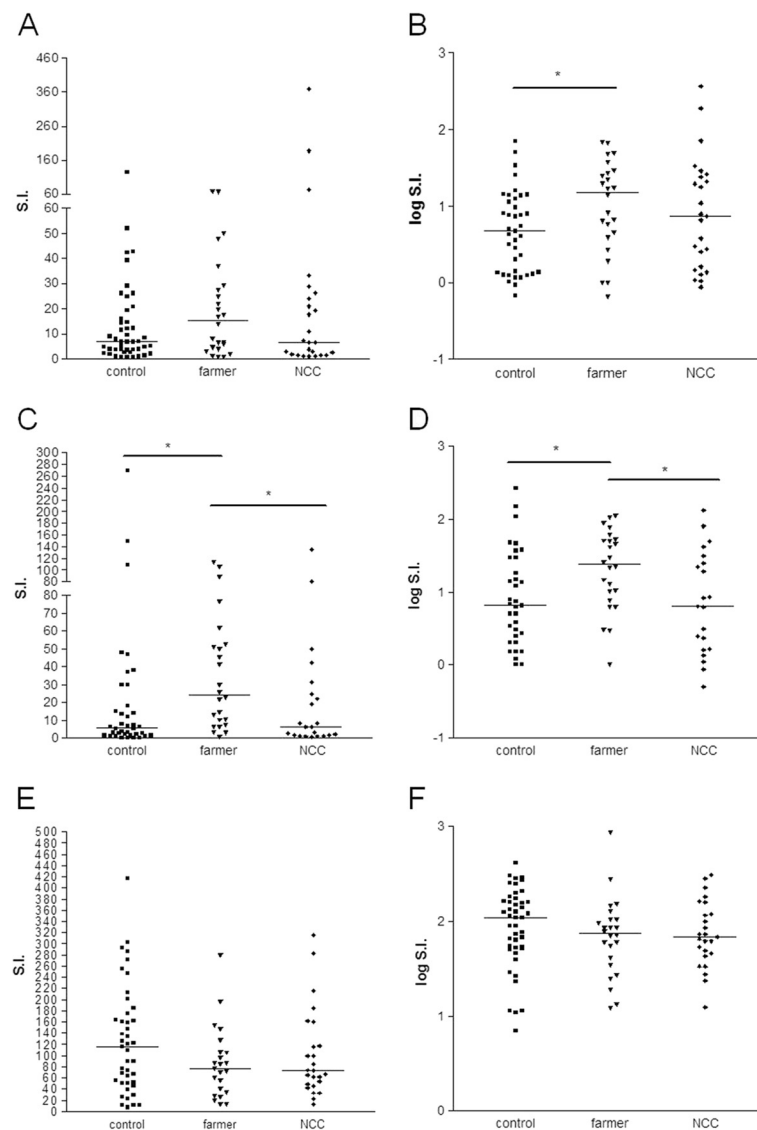 A
460
360
260
160
60
60
50
40
30
20
10
0
S.I.
control
farmer
NCC
B
3
2
1
0
-1
log S.I.
*
control
farmer
NCC
C
300
280
260
240
220
200
180
160
140
120
100
80
80
70
60
50
40
30
20
10
0
S.I.
*
*
control
farmer
NCC
D
3
2
1
0
-1
log S.I.
*
*
control
farmer
NCC
E
500
480
460
440
420
400
380
360
340
320
300
280
260
240
220
200
180
160
140
120
100
80
60
40
20
0
S.I.
control
farmer
NCC
F
3
2
1
0
log S.I.
control
farmer
NCC